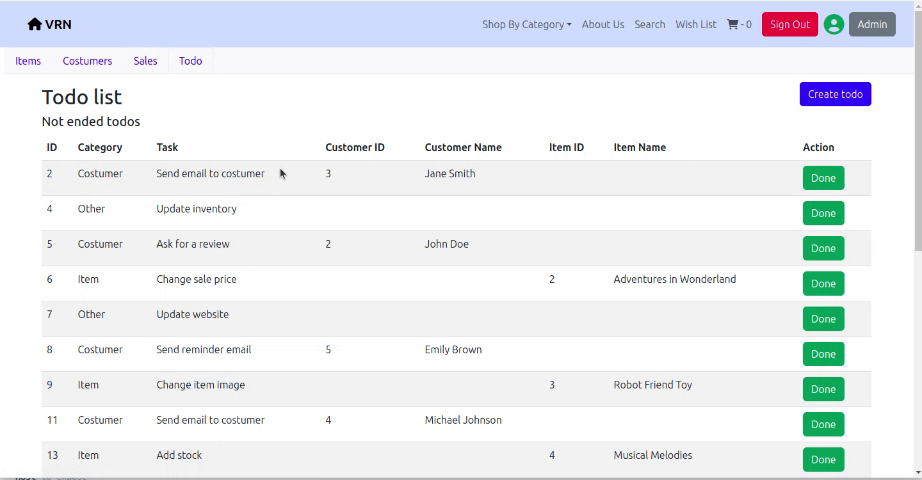 VRN Shop By Category About Us Search Wish List - 0 Sign Out Admin
Items Costumers Sales Todo
Todo list Create todo
Not ended todos
ID Category Task Customer ID Customer Name Item ID Item Name Action
2 Costumer Send email to costumer 3 Jane Smith Done
4 Other Update inventory Done
5 Costumer Ask for a review 2 John Doe Done
6 Item Change sale price 2 Adventures in Wonderland Done
7 Other Update website Done
8 Costumer Send reminder email 5 Emily Brown Done
9 Item Change item image 3 Robot Friend Toy Done
11 Costumer Send email to costumer 4 Michael Johnson Done
13 Item Add stock 4 Musical Melodies Done